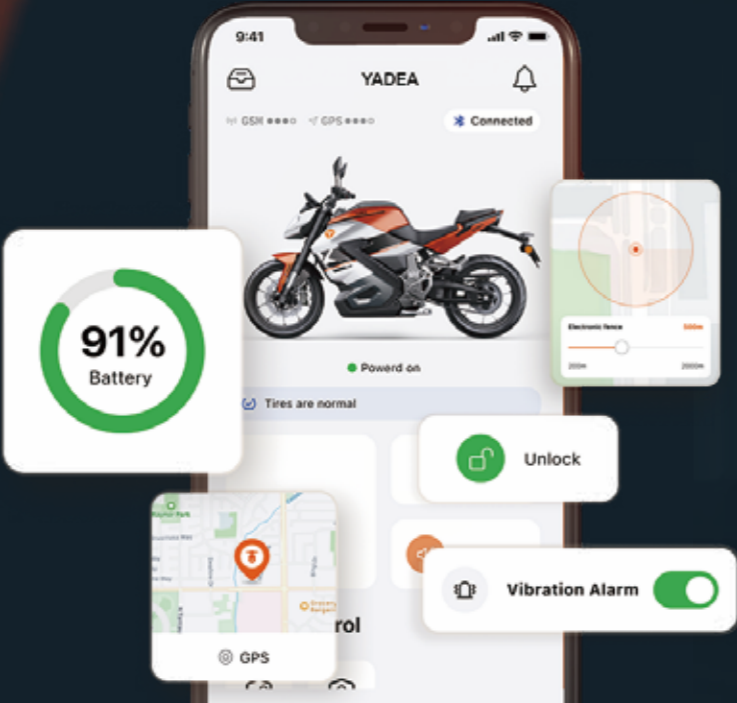 9:41
YADEA
GSM GPS
Connected
91%
Battery
Powerd on
Tires are normal
Electronic fence 500m
200m 2000m
Unlock
Vibration Alarm
rol
GPS